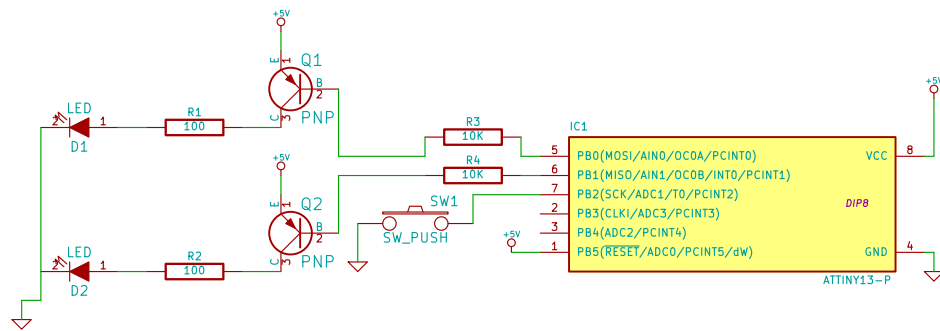 +5V
E
1
Q1
B
2
C
3
PNP
LED
2
1
D1
R1
100
+5V
E
1
Q2
B
2
C
3
PNP
LED
2
1
D2
R2
100
R3
10K
R4
10K
SW1
SW_PUSH
+5V
IC1
5 PB0(MOSI/AIN0/OC0A/PCINT0)
6 PB1(MISO/AIN1/OC0B/INT0/PCINT1)
7 PB2(SCK/ADC1/T0/PCINT2)
2 PB3(CLKI/ADC3/PCINT3)
3 PB4(ADC2/PCINT4)
1 PB5(RESET/ADC0/PCINT5/dW)
VCC 8
DIP8
GND 4
ATTINY13-P
+5V